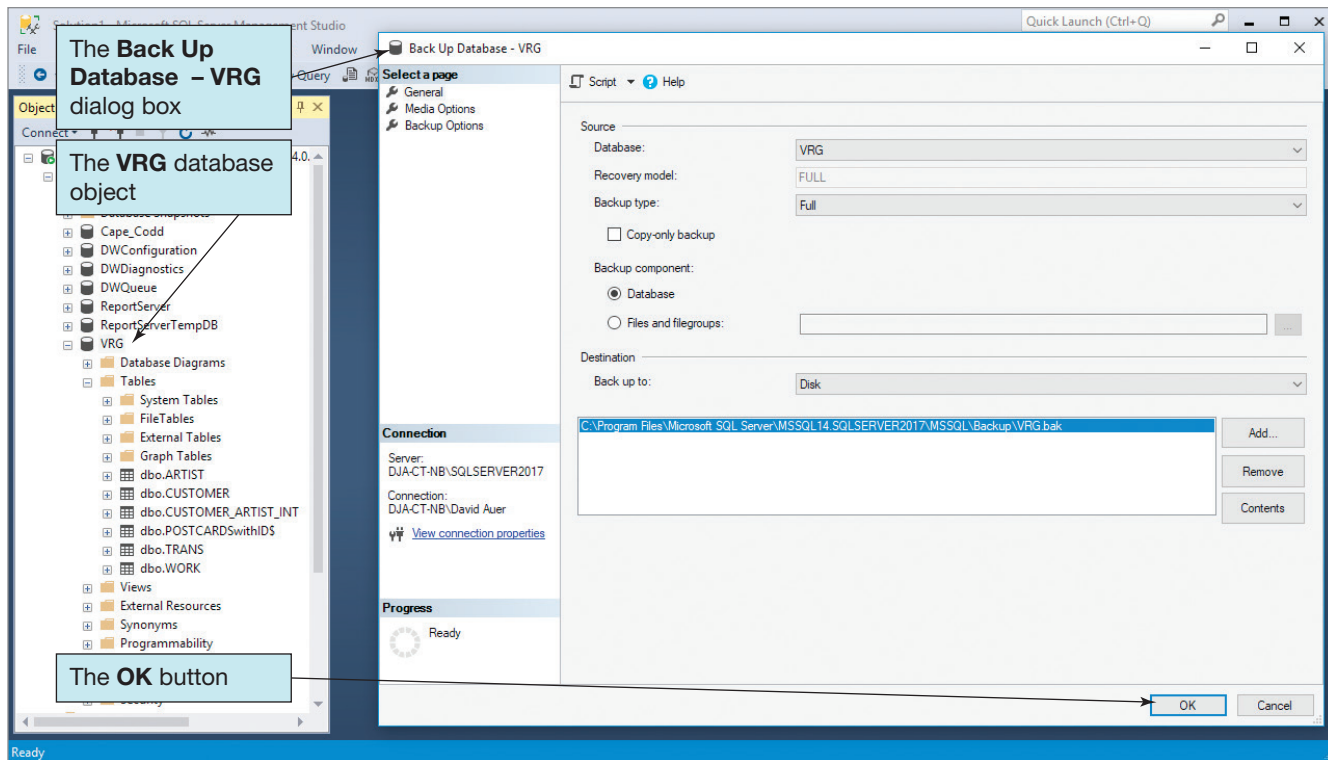 Microsoft SQL Server Management Studio
Quick Launch (Ctrl+Q)
File
Window
Query
The Back Up
Database – VRG
dialog box
Object
Connect
The VRG database
object
4.0.
Database Snapshots
Cape_Codd
DWConfiguration
DWDiagnostics
DWQueue
ReportServer
ReportServerTempDB
VRG
Database Diagrams
Tables
System Tables
FileTables
External Tables
Graph Tables
dbo.ARTIST
dbo.CUSTOMER
dbo.CUSTOMER_ARTIST_INT
dbo.POSTCARDSwithID$
dbo.TRANS
dbo.WORK
Views
External Resources
Synonyms
Programmability
The OK button
Security
Ready
Back Up Database - VRG
Select a page
General
Media Options
Backup Options
Script
Help
Source
Database:
VRG
Recovery model:
FULL
Backup type:
Full
Copy-only backup
Backup component:
Database
Files and filegroups:
...
Destination
Back up to:
Disk
C:\Program Files\Microsoft SQL Server\MSSQL14.SQLSERVER2017\MSSQL\Backup\VRG.bak
Add...
Remove
Contents
Connection
Server:
DJA-CT-NB\SQLSERVER2017
Connection:
DJA-CT-NB\David Auer
View connection properties
Progress
Ready
OK
Cancel